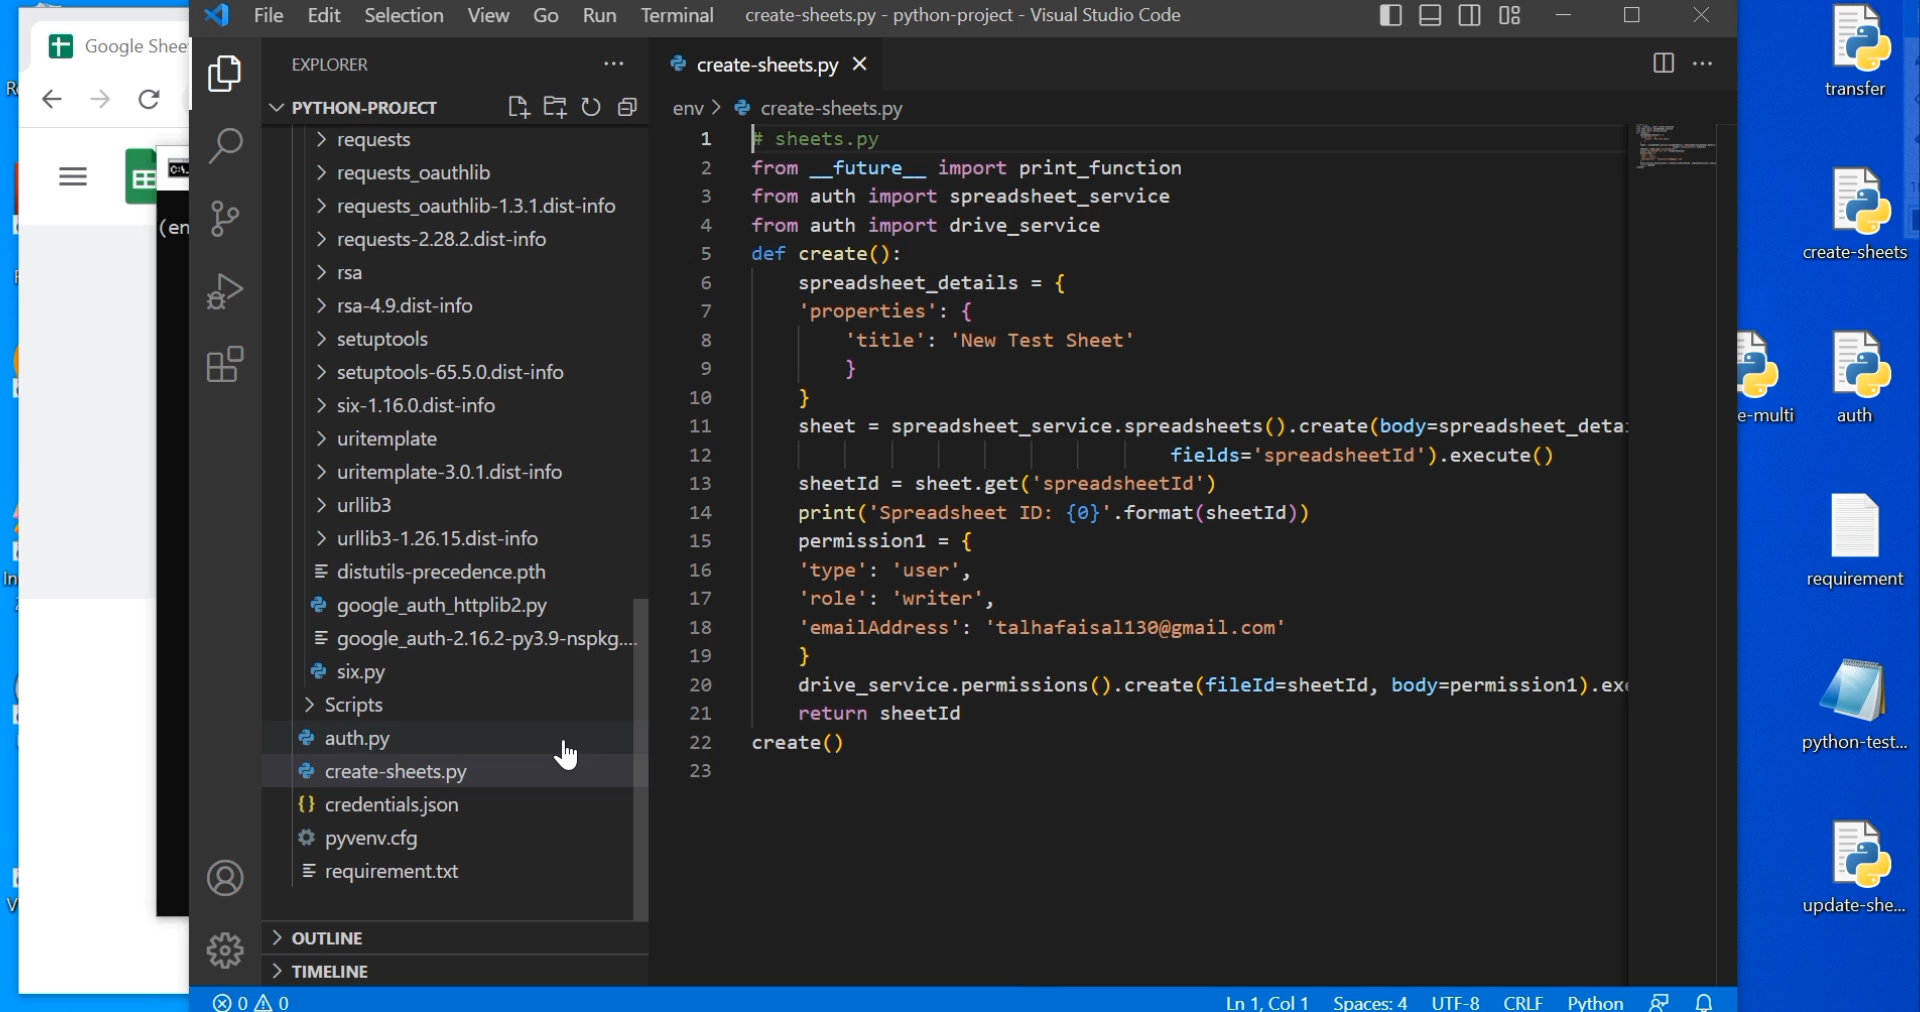 Google Shee
(en
File Edit Selection View Go Run Terminal create-sheets.py - python-project - Visual Studio Code
EXPLORER
PYTHON-PROJECT
requests
requests_oauthlib
requests_oauthlib-1.3.1.dist-info
requests-2.28.2.dist-info
rsa
rsa-4.9.dist-info
setuptools
setuptools-65.5.0.dist-info
six-1.16.0.dist-info
uritemplate
uritemplate-3.0.1.dist-info
urllib3
urllib3-1.26.15.dist-info
distutils-precedence.pth
google_auth_httplib2.py
google_auth-2.16.2-py3.9-nspkg....
six.py
Scripts
auth.py
create-sheets.py
credentials.json
pyvenv.cfg
requirement.txt
OUTLINE
TIMELINE
create-sheets.py
env > create-sheets.py
1 # sheets.py
2 from __future__ import print_function
3 from auth import spreadsheet_service
4 from auth import drive_service
5 def create():
6 spreadsheet_details = {
7 'properties': {
8 'title': 'New Test Sheet'
9 }
10 }
11 sheet = spreadsheet_service.spreadsheets().create(body=spreadsheet_deta
12 fields='spreadsheetId').execute()
13 sheetId = sheet.get('spreadsheetId')
14 print('Spreadsheet ID: {0}'.format(sheetId))
15 permission1 = {
16 'type': 'user',
17 'role': 'writer',
18 'emailAddress': 'talhafaisal130@gmail.com'
19 }
20 drive_service.permissions().create(fileId=sheetId, body=permission1).ex
21 return sheetId
22 create()
23
0 0
Ln 1, Col 1 Spaces: 4 UTF-8 CRLF Python
transfer
create-sheets
e-multi
auth
requirement
python-test...
update-she...